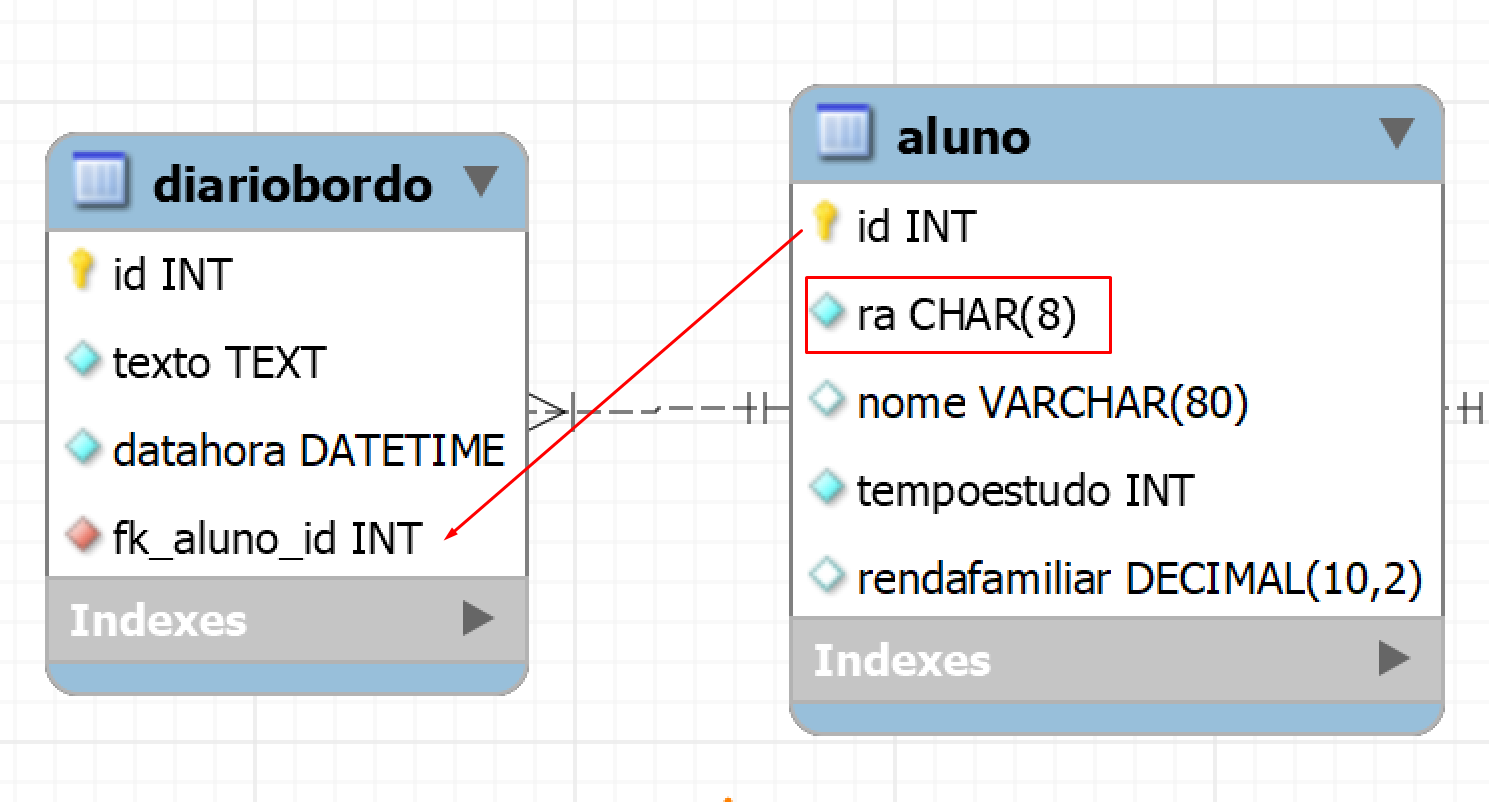 diariobordo
id INT
texto TEXT
datahora DATETIME
fk_aluno_id INT
Indexes
aluno
id INT
ra CHAR(8)
nome VARCHAR(80)
tempoestudo INT
rendafamiliar DECIMAL(10,2)
Indexes